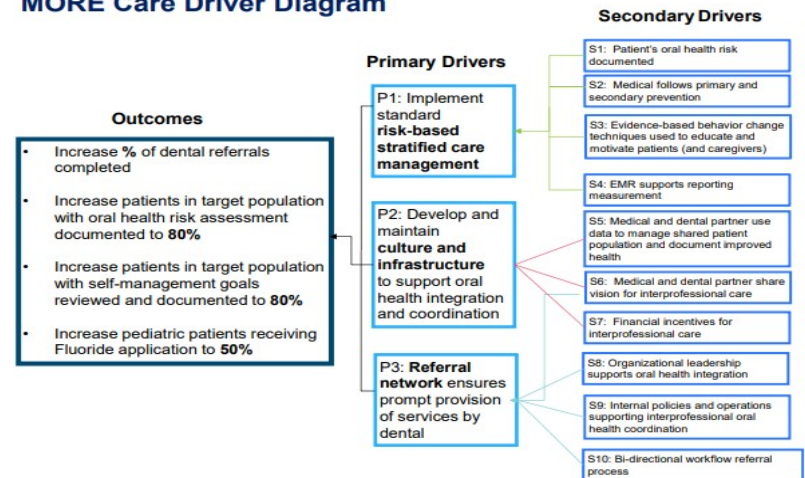 MORE Care Driver Diagram
Secondary Drivers
Primary Drivers
Outcomes
• Increase % of dental referrals
completed
• Increase patients in target population
with oral health risk assessment
documented to 80%
• Increase patients in target population
with self-management goals
reviewed and documented to 80%
• Increase pediatric patients receiving
Fluoride application to 50%
P1: Implement
standard
risk-based
stratified care
management
P2: Develop and
maintain
culture and
infrastructure
to support oral
health integration
and coordination
P3: Referral
network ensures
prompt provision
of services by
dental
S1: Patient's oral health risk
documented
S2: Medical follows primary and
secondary prevention
S3: Evidence-based behavior change
techniques used to educate and
motivate patients (and caregivers)
S4: EMR supports reporting
measurement
S5: Medical and dental partner use
data to manage shared patient
population and document improved
health
S6: Medical and dental partner share
vision for interprofessional care
S7: Financial incentives for
interprofessional care
S8: Organizational leadership
supports oral health integration
S9: Internal policies and operations
supporting interprofessional oral
health coordination
S10: Bi-directional workflow referral
process